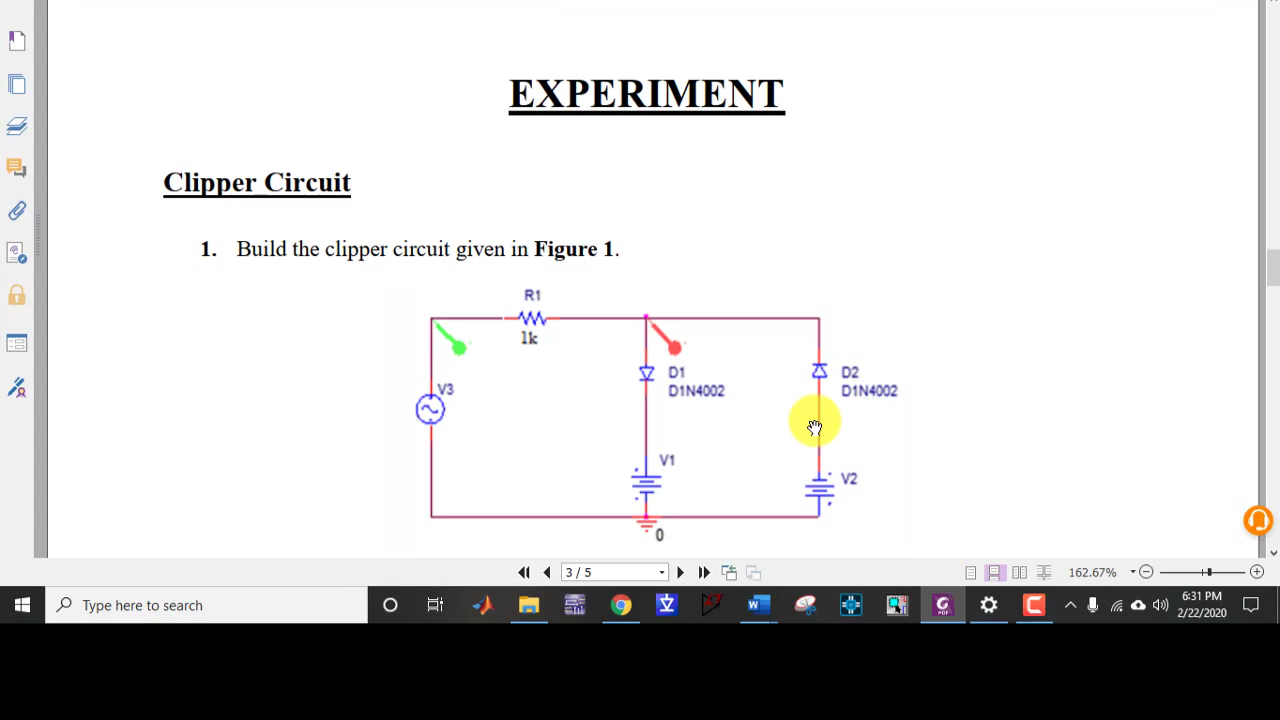 EXPERIMENT
Clipper Circuit
1. Build the clipper circuit given in Figure 1.
R1
1k
V3
D1
D1N4002
D2
D1N4002
V1
V2
0
3 / 5
162.67%
Type here to search
6:31 PM
2/22/2020